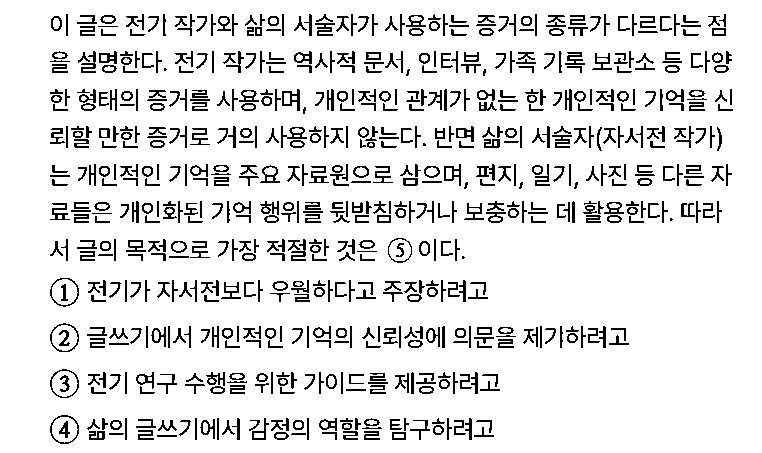 이 글은 전기 작가와 삶의 서술자가 사용하는 증거의 종류가 다르다는 점
을 설명한다. 전기 작가는 역사적 문서, 인터뷰, 가족 기록 보관소 등 다양
한 형태의 증거를 사용하며, 개인적인 관계가 없는 한 개인적인 기억을 신
뢰할 만한 증거로 거의 사용하지 않는다. 반면 삶의 서술자(자서전 작가)
는 개인적인 기억을 주요 자료원으로 삼으며, 편지, 일기, 사진 등 다른 자
료들은 개인화된 기억 행위를 뒷받침하거나 보충하는 데 활용한다. 따라
서 글의 목적으로 가장 적절한 것은 ⑤이다.
① 전기가 자서전보다 우월하다고 주장하려고
② 글쓰기에서 개인적인 기억의 신뢰성에 의문을 제기하려고
③ 전기 연구 수행을 위한 가이드를 제공하려고
④ 삶의 글쓰기에서 감정의 역할을 탐구하려고